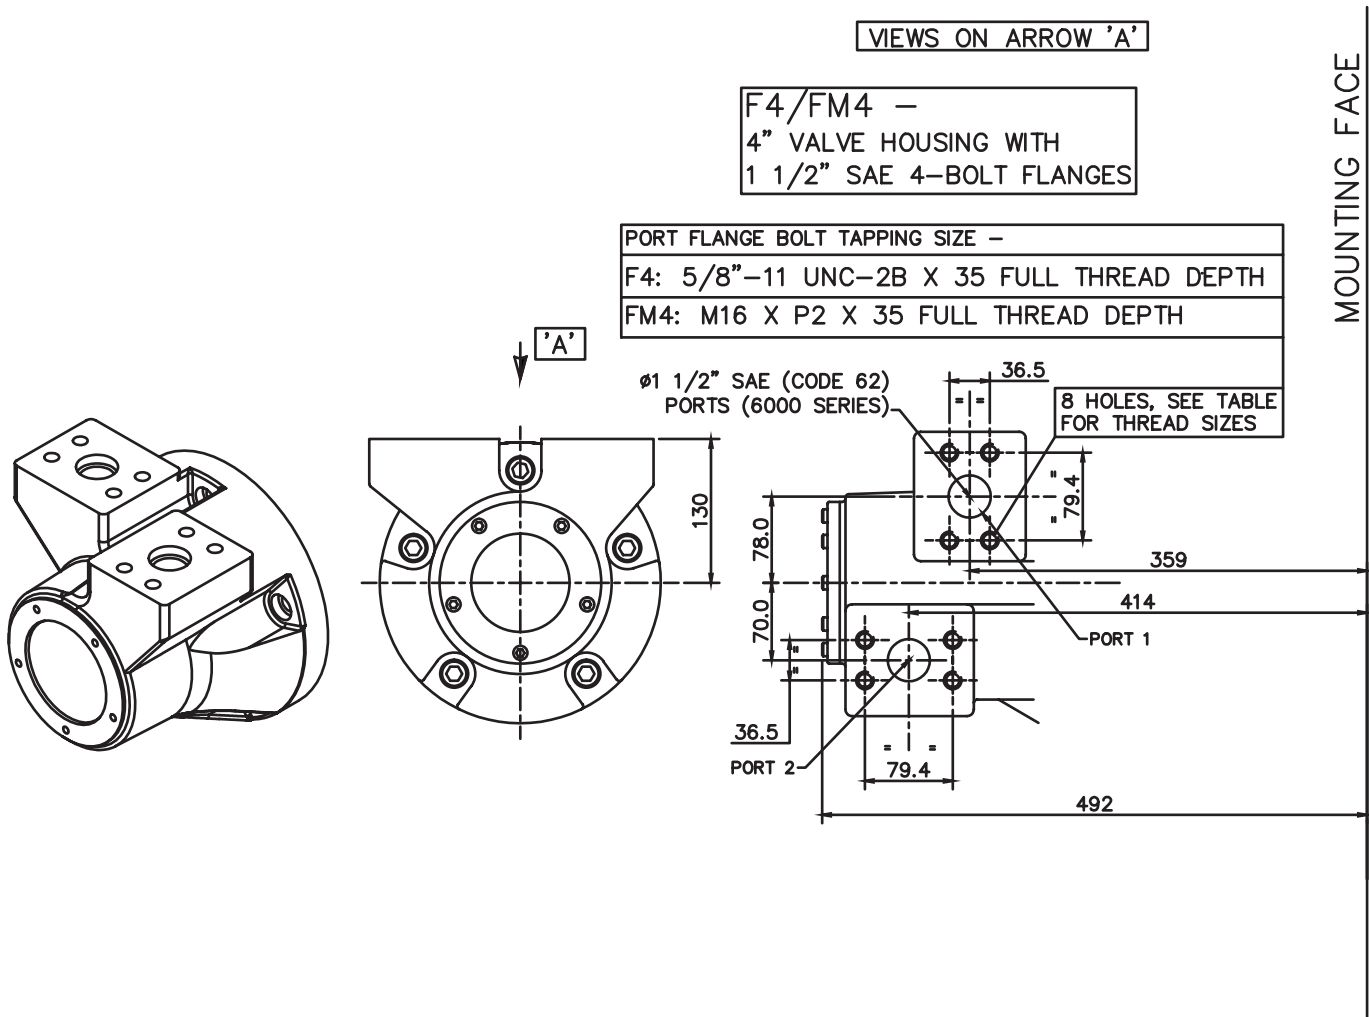 VIEWS ON ARROW 'A'
MOUNTING FACE
F4/FM4 –
4” VALVE HOUSING WITH
1 1/2” SAE 4–BOLT FLANGES
PORT FLANGE BOLT TAPPING SIZE –
F4: 5/8”–11 UNC–2B X 35 FULL THREAD DEPTH
FM4: M16 X P2 X 35 FULL THREAD DEPTH
'A'
ø1 1/2” SAE (CODE 62)
PORTS (6000 SERIES)
36.5
= =
8 HOLES, SEE TABLE
FOR THREAD SIZES
130
78.0
70.0
= =
79.4
359
414
PORT 1
= =
36.5
PORT 2
= =
79.4
492